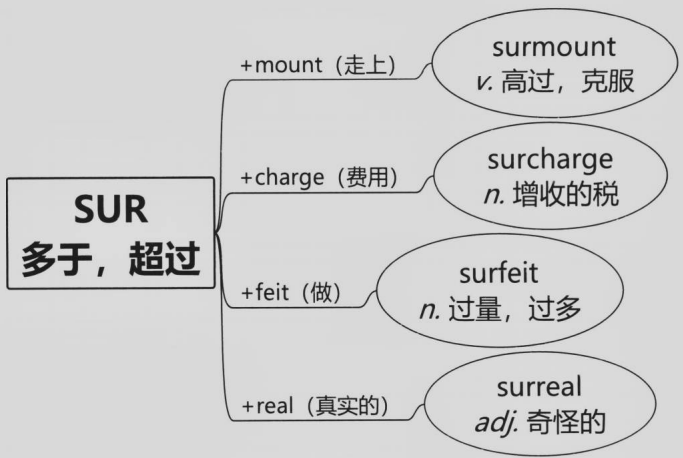 SUR
多于，超过
+mount（走上）
surmount
v. 高过，克服
+charge（费用）
surcharge
n. 增收的税
+feit（做）
surfeit
n. 过量，过多
+real（真实的）
surreal
adj. 奇怪的